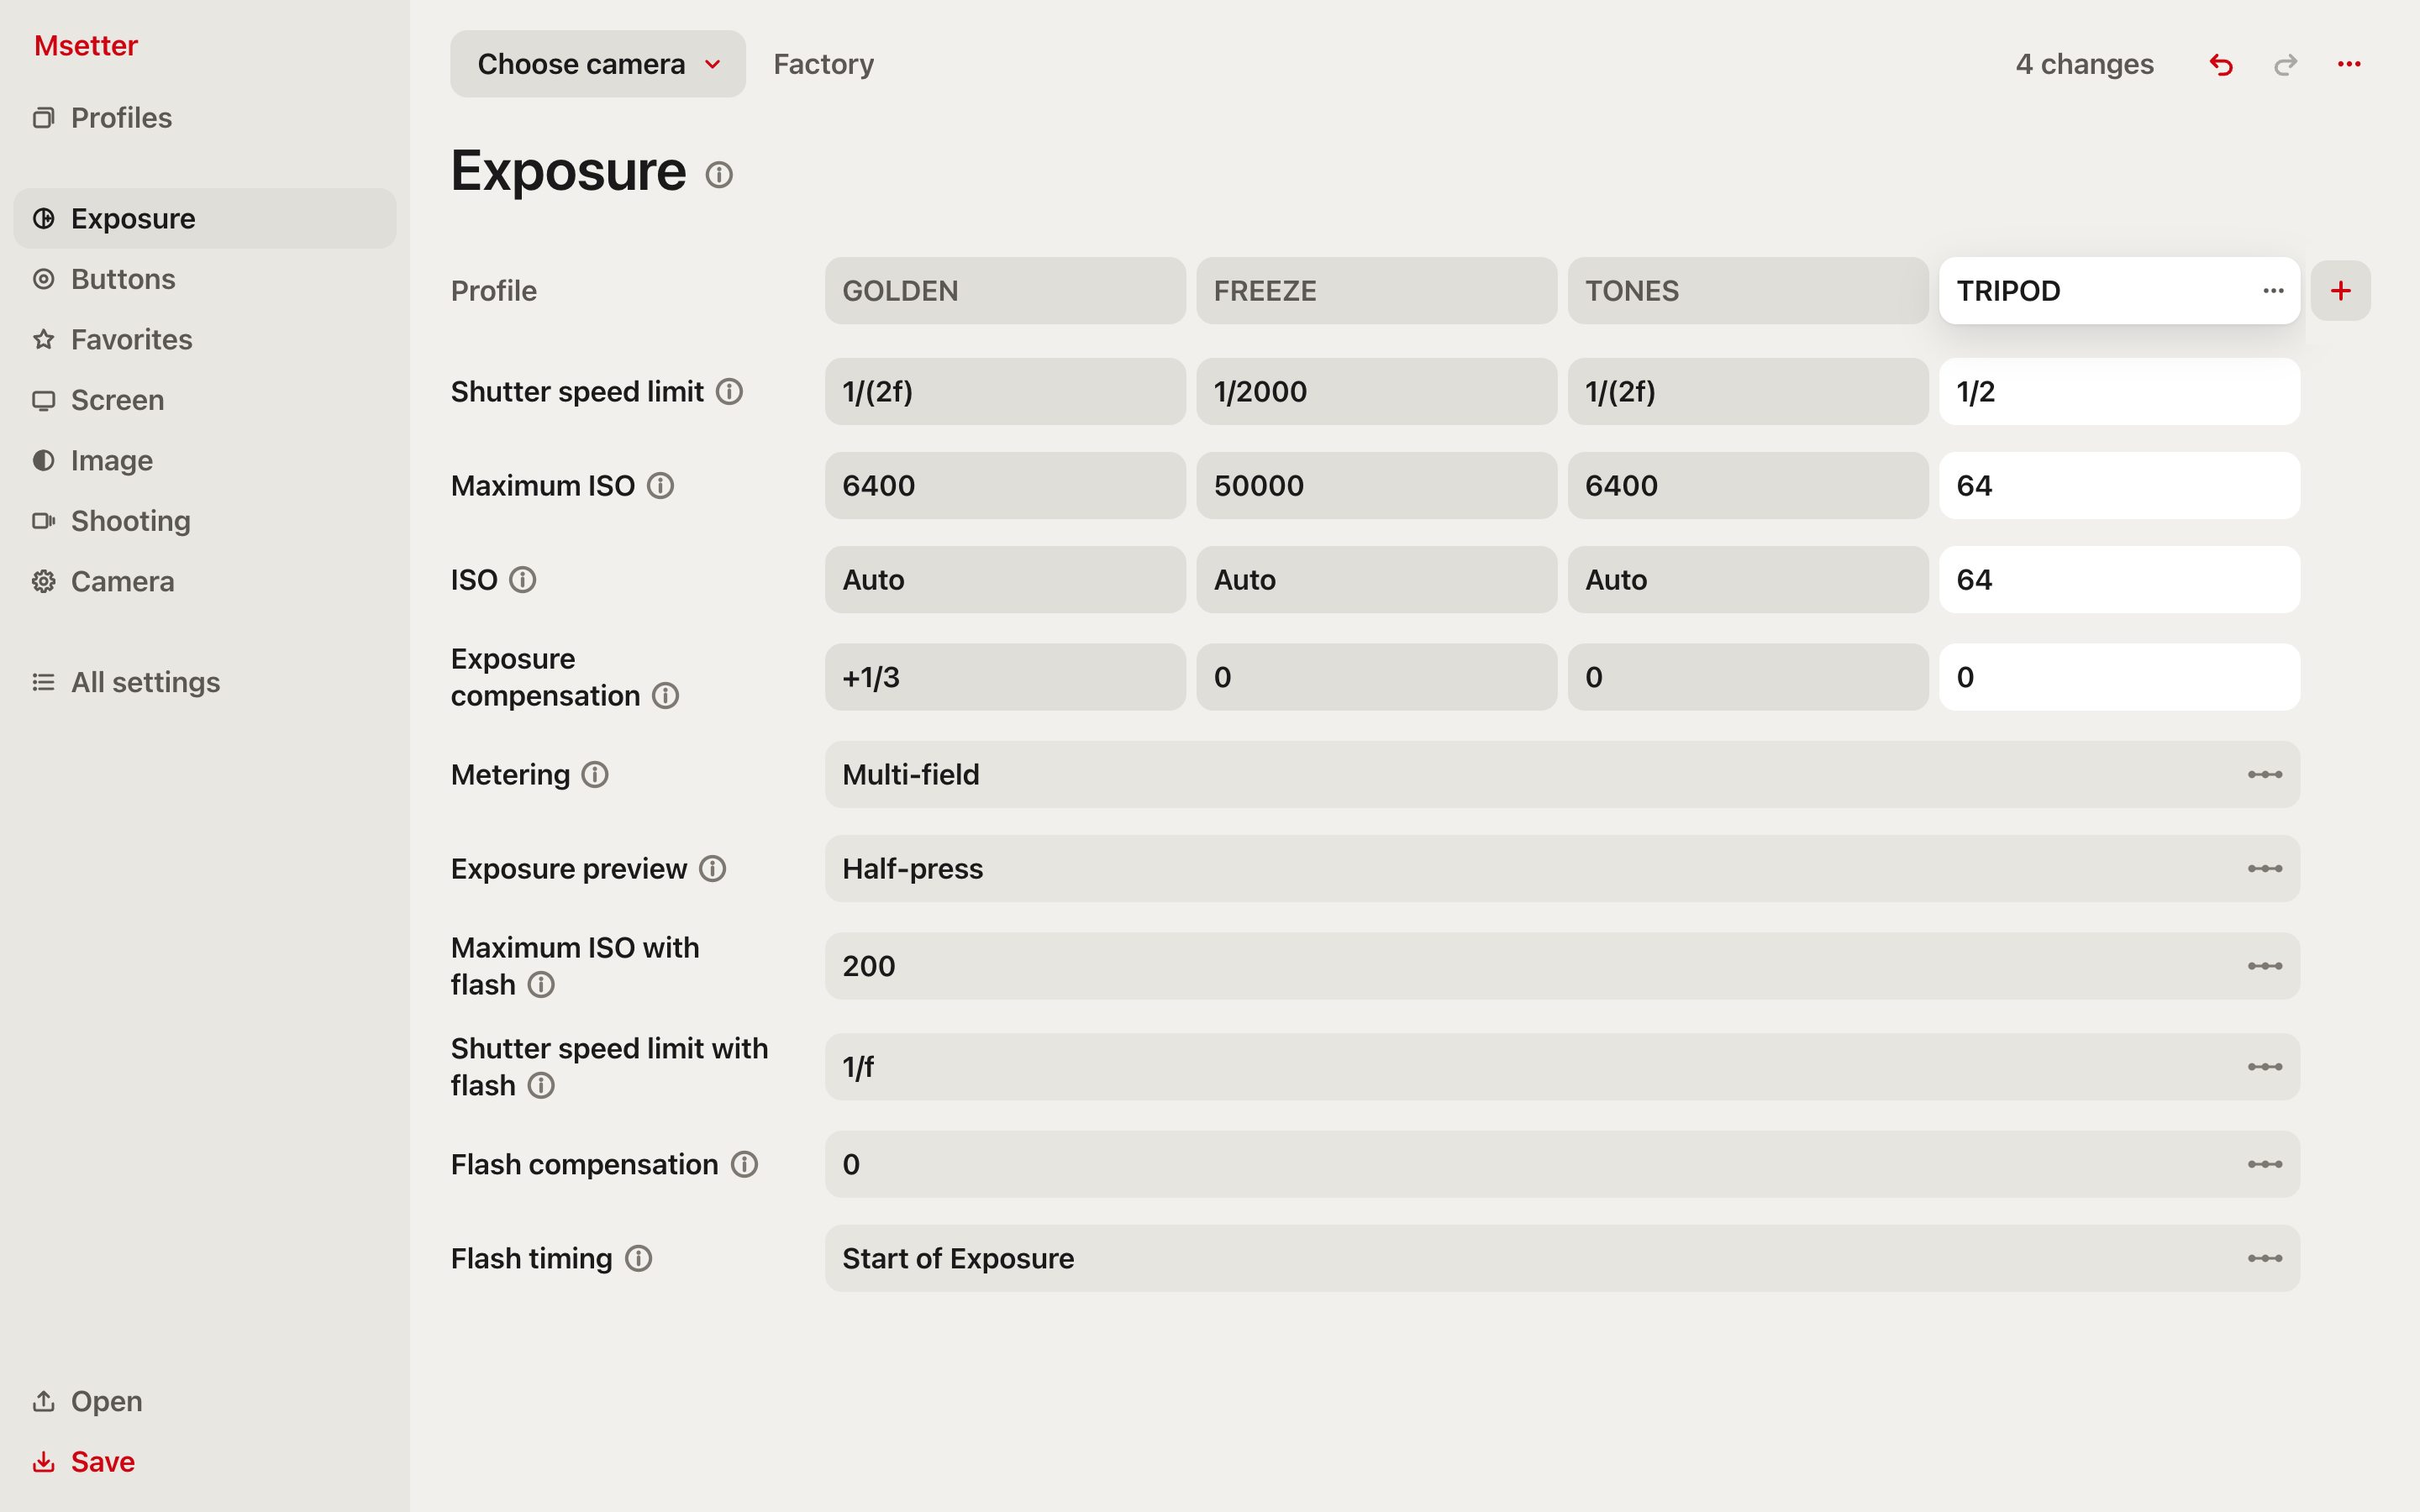 Msetter
Profiles
Exposure
Buttons
Favorites
Screen
Image
Shooting
Camera
All settings
Open
Save
Choose camera
Factory
4 changes
Exposure
Profile
GOLDEN
FREEZE
TONES
TRIPOD
Shutter speed limit
1/(2f)
1/2000
1/(2f)
1/2
Maximum ISO
6400
50000
6400
64
ISO
Auto
Auto
Auto
64
Exposure
compensation
+1/3
0
0
0
Metering
Multi-field
Exposure preview
Half-press
Maximum ISO with
flash
200
Shutter speed limit with
flash
1/f
Flash compensation
0
Flash timing
Start of Exposure